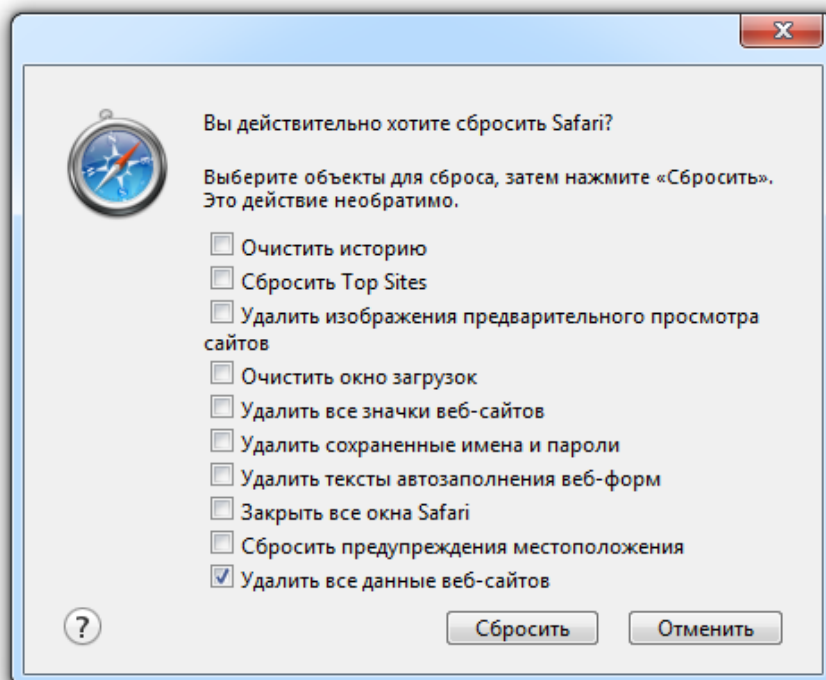 Вы действительно хотите сбросить Safari?
Выберите объекты для сброса, затем нажмите «Сбросить».
Это действие необратимо.
Очистить историю
Сбросить Top Sites
Удалить изображения предварительного просмотра
сайтов
Очистить окно загрузок
Удалить все значки веб-сайтов
Удалить сохраненные имена и пароли
Удалить тексты автозаполнения веб-форм
Закрыть все окна Safari
Сбросить предупреждения местоположения
Удалить все данные веб-сайтов
? Сбросить Отменить